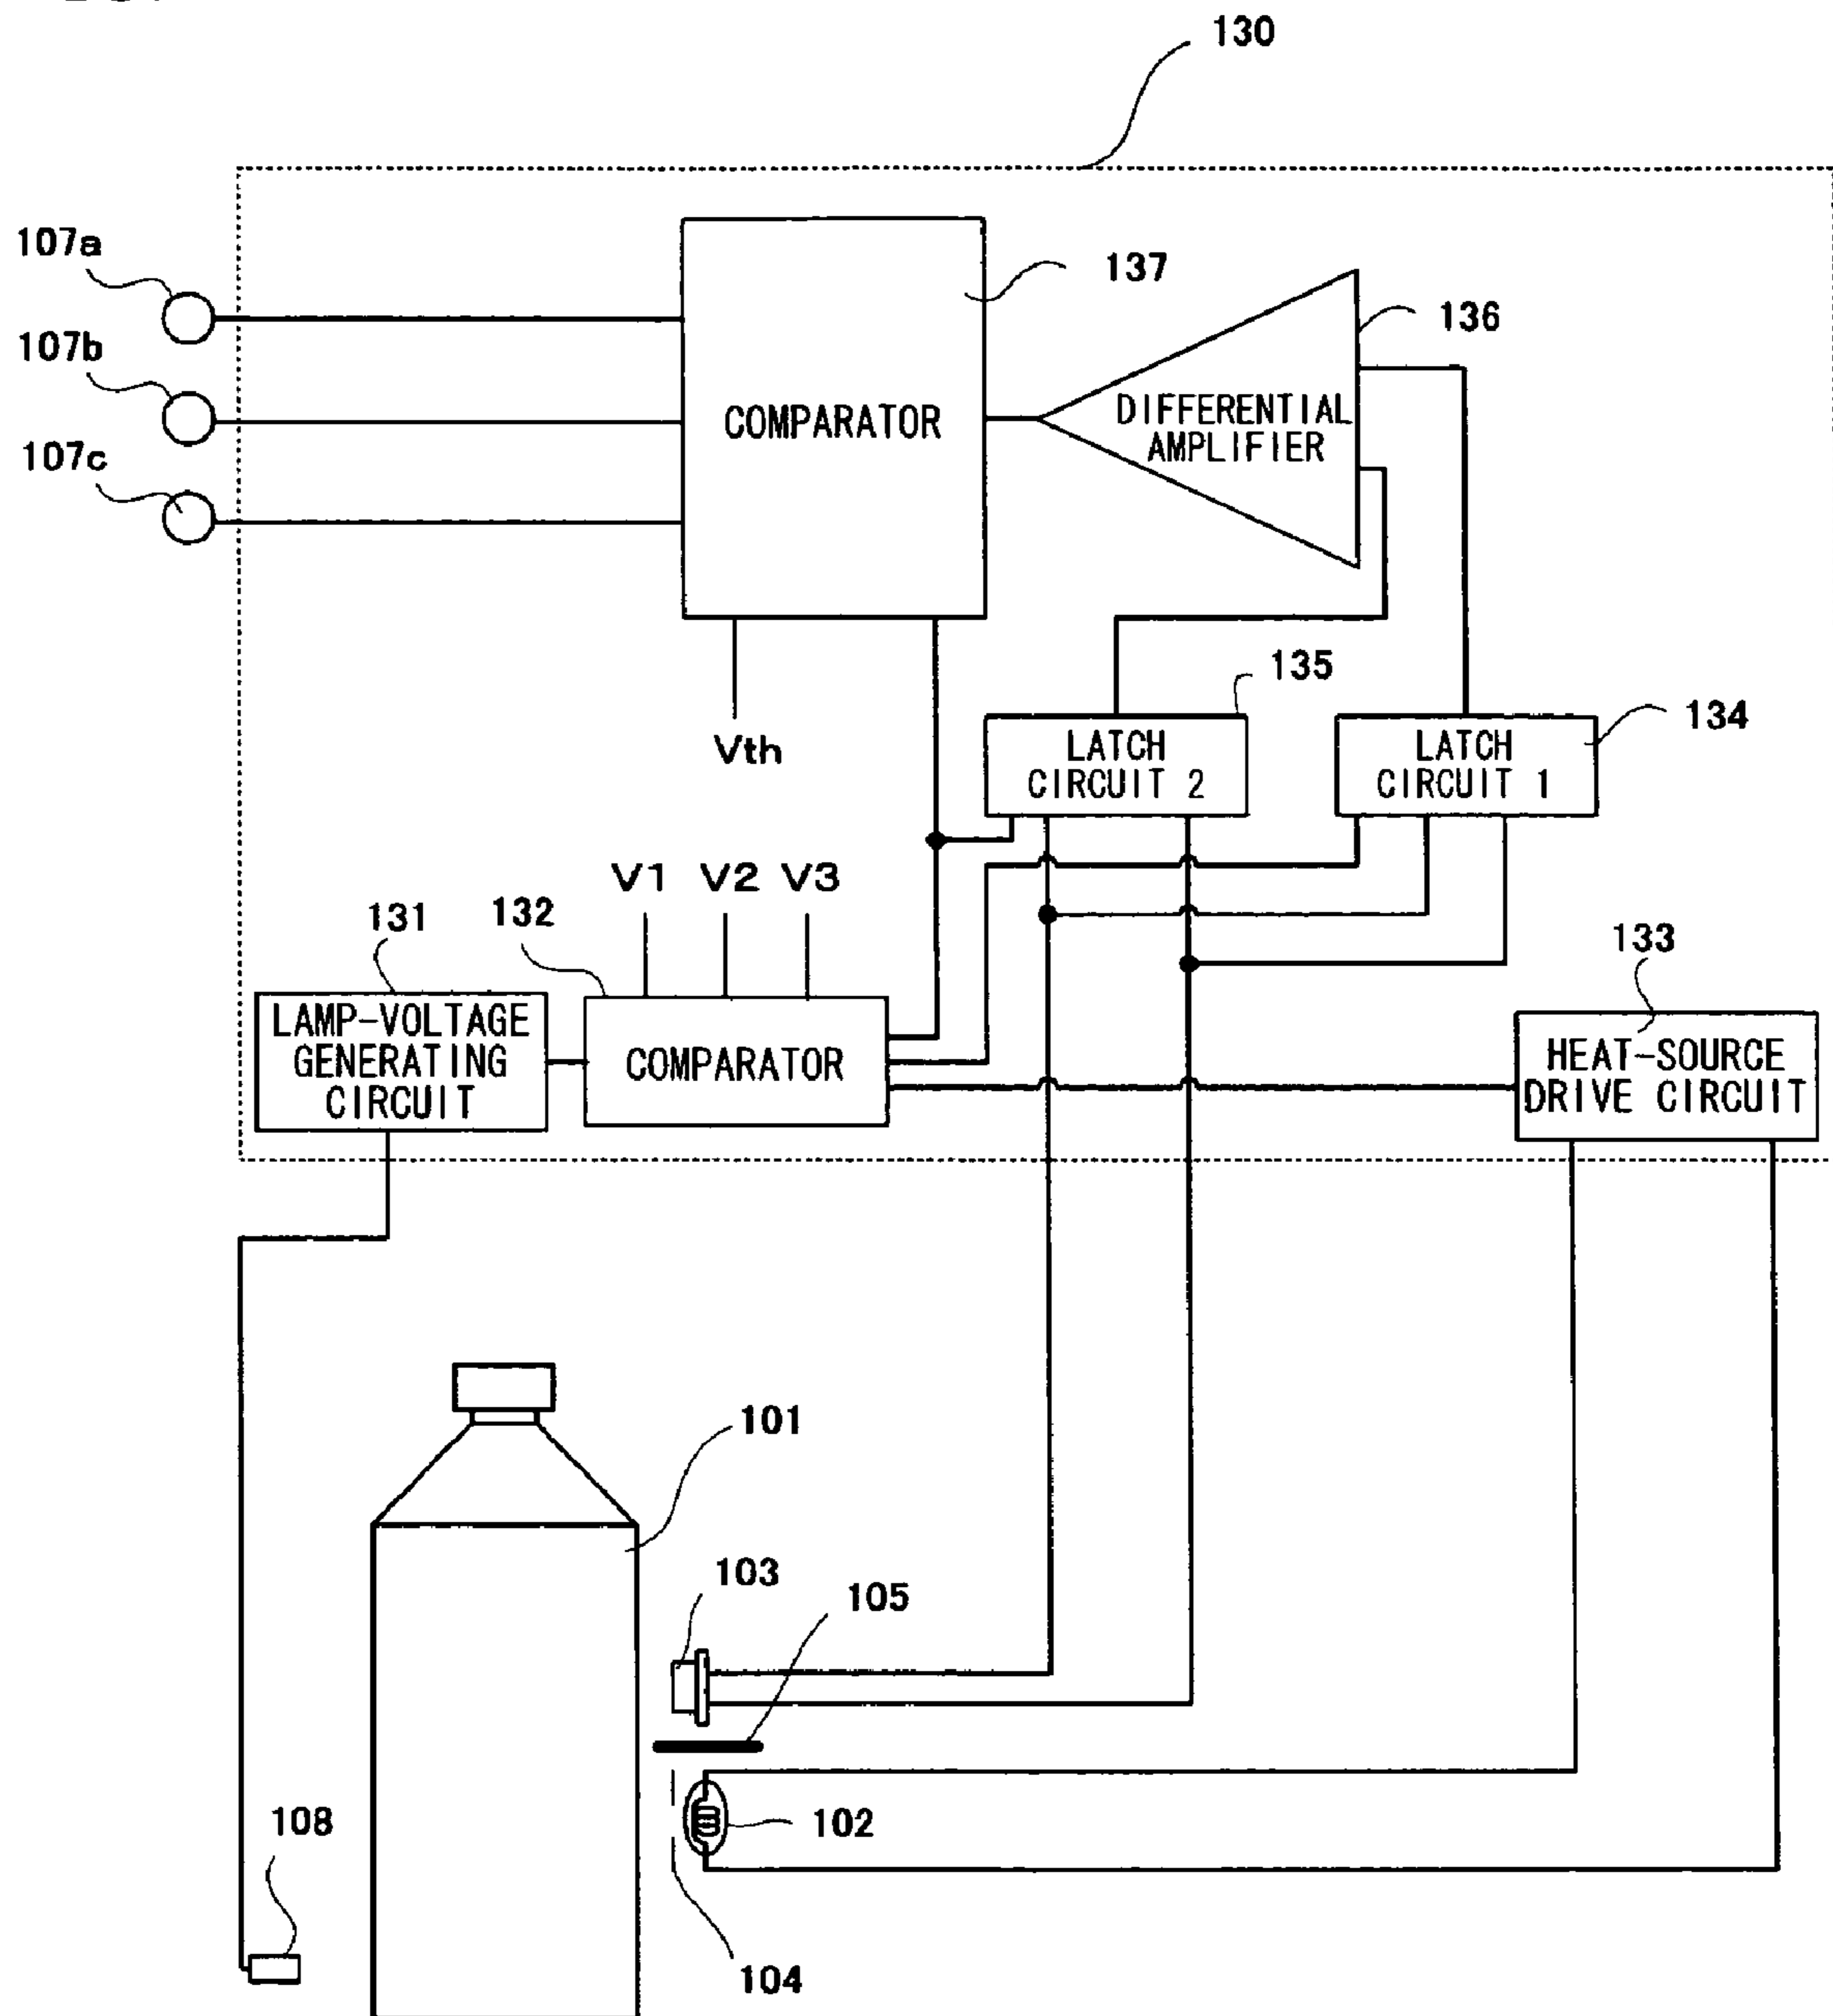 130
107a
137
136
107b
COMPARATOR
DIFFERENTIAL
AMPLIFIER
107c
135
134
Vth
LATCH
CIRCUIT 2
LATCH
CIRCUIT 1
V1 V2 V3
131
132
133
LAMP-VOLTAGE
GENERATING
CIRCUIT
COMPARATOR
HEAT-SOURCE
DRIVE CIRCUIT
101
103
105
102
108
104